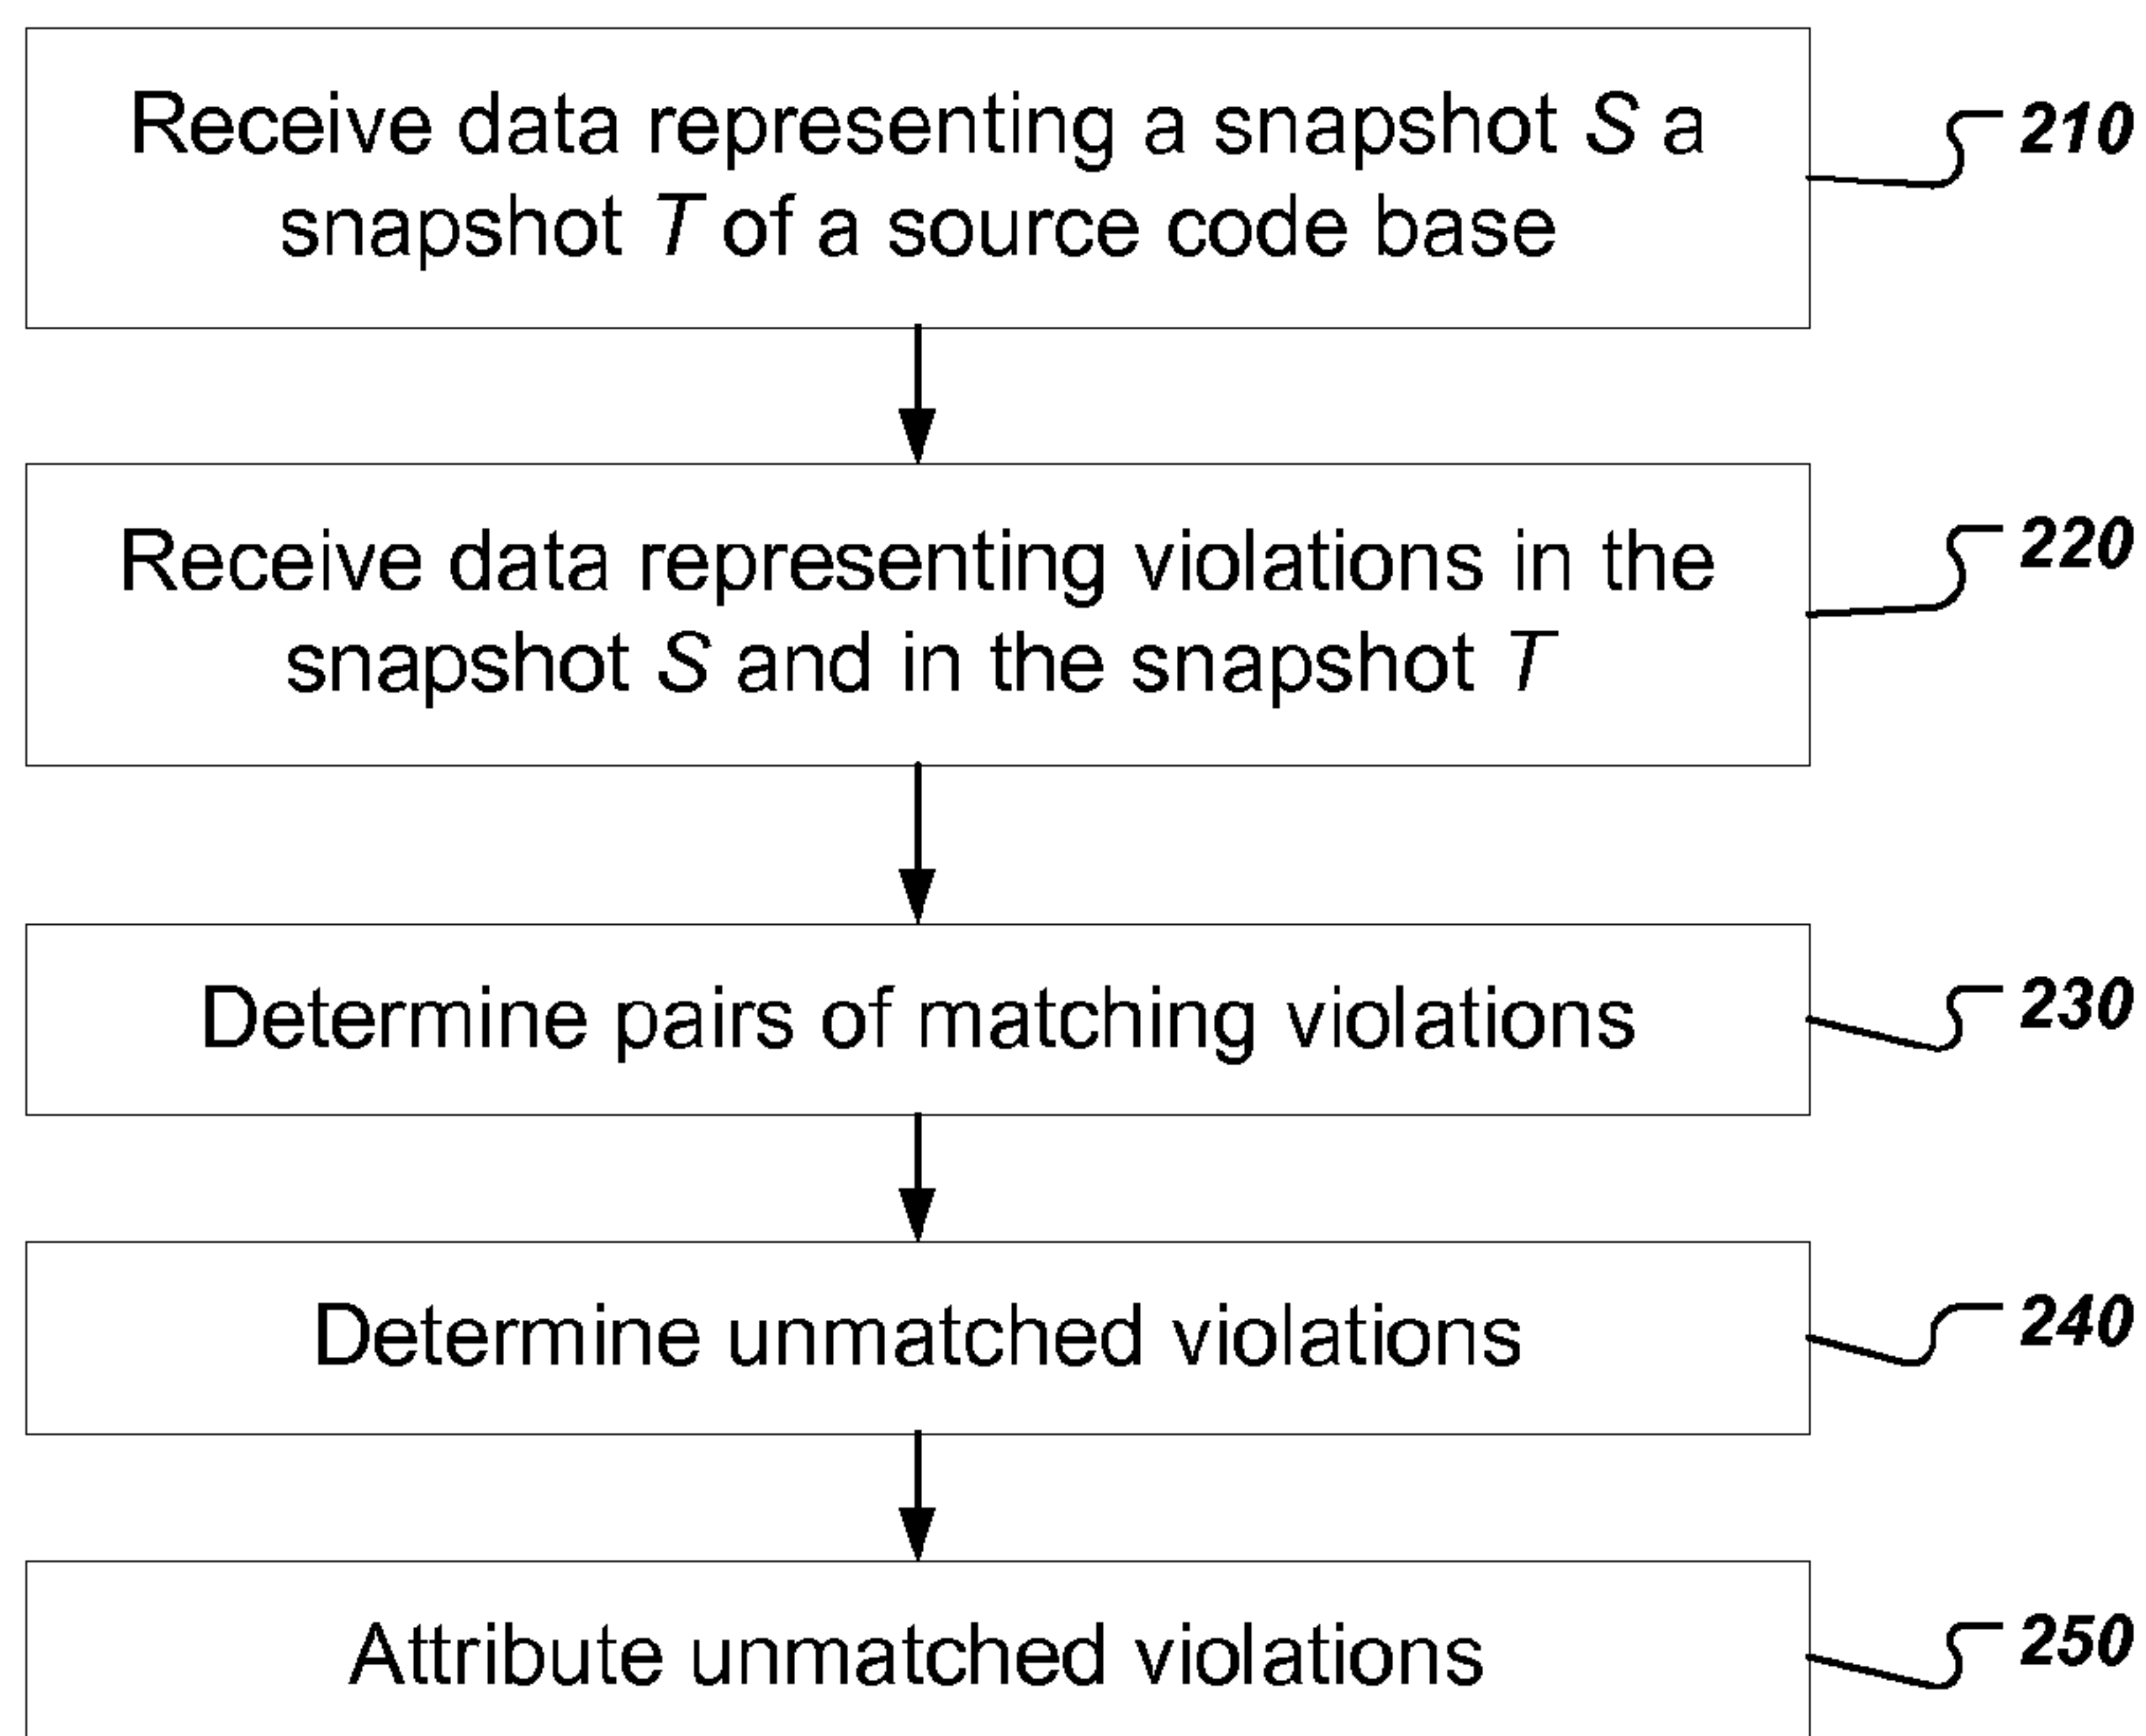 Receive data representing a snapshot S a
snapshot T of a source code base
210
Receive data representing violations in the
snapshot S and in the snapshot T
220
Determine pairs of matching violations
230
Determine unmatched violations
240
Attribute unmatched violations
250